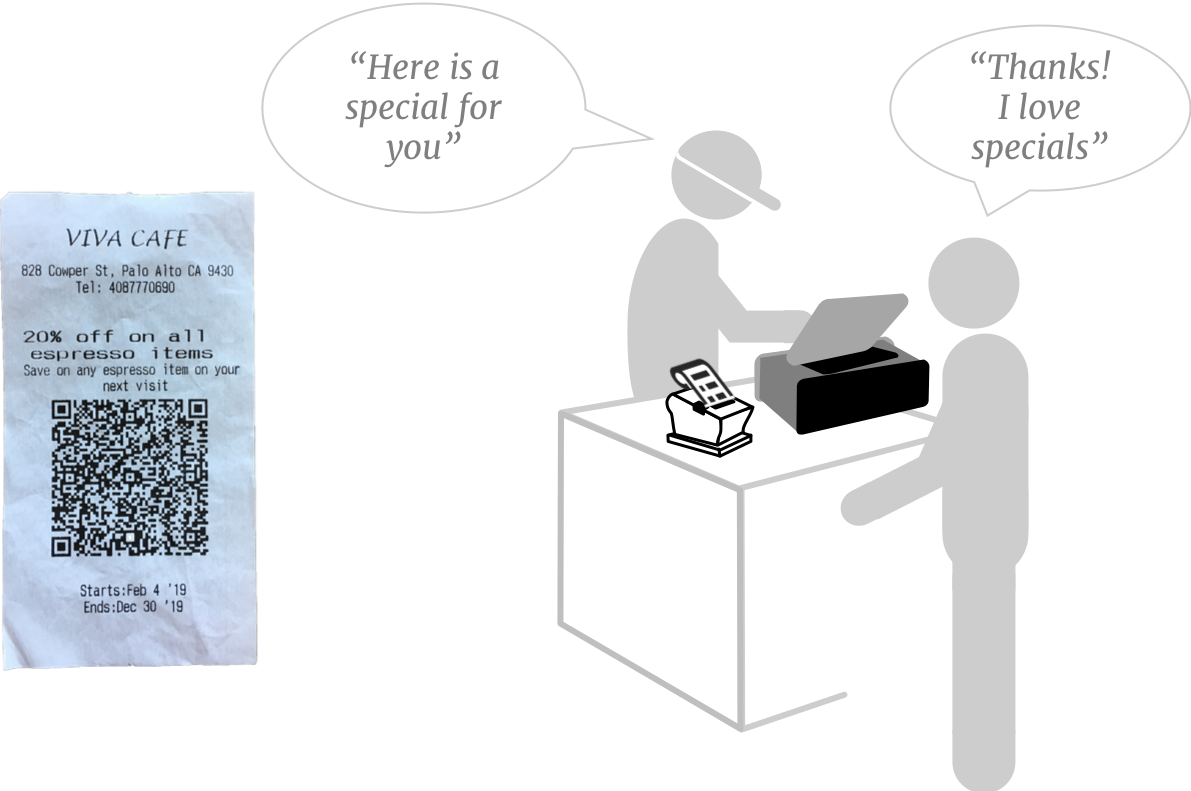 “Here is a
special for
you”
“Thanks!
I love
specials”
VIVA CAFE
828 Cowper St, Palo Alto CA 9430
Tel: 4087770690
20% off on all
espresso items
Save on any espresso item on your
next visit
Starts:Feb 4 '19
Ends:Dec 30 '19